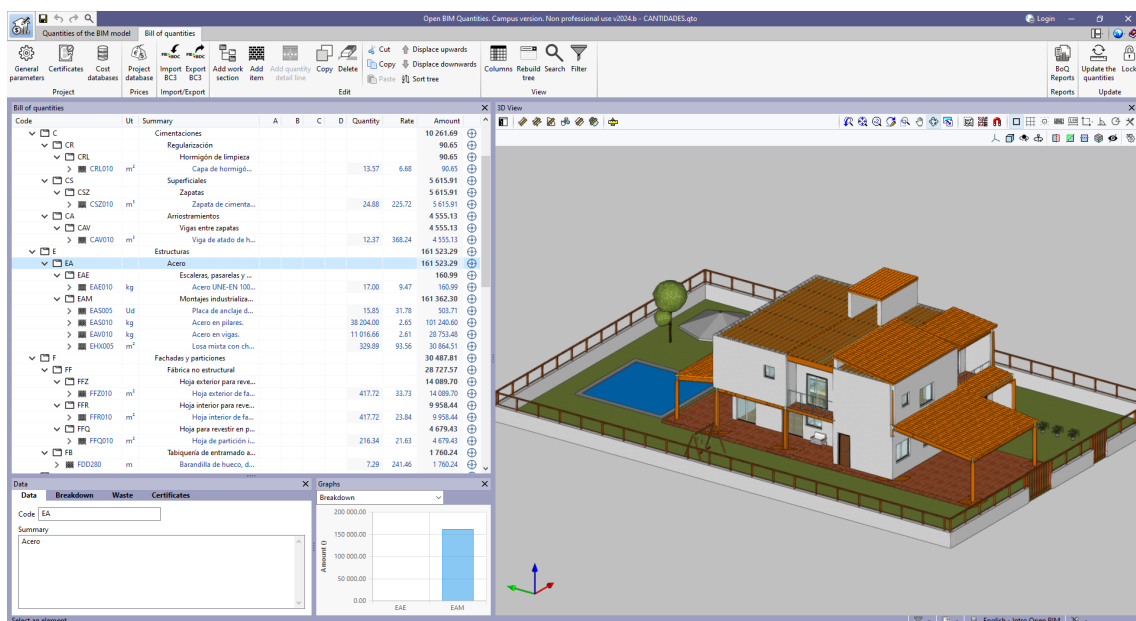 Open BIM Quantities. Campus version. Non professional use v2024.b - CANTIDADES.qto
Login
Quantities of the BIM model
Bill of quantities
General parameters
Certificates
Cost databases
Project database
Import BC3
Export BC3
Add work section
Add item
Add quantity detail line
Copy
Delete
Cut
Copy
Paste
Displace upwards
Displace downwards
Sort tree
Columns
Rebuild tree
Search
Filter
BoQ Reports
Update the quantities
Lock
Project
Prices
Import/Export
Edit
View
Reports
Update
Bill of quantities
Code Ut Summary A B C D Quantity Rate Amount
C Cimentaciones 10 261.69
CR Regularización 90.65
CRL Hormigón de limpieza 90.65
CRL010 m² Capa de hormigó... 13.57 6.68 90.65
CS Superficiales 5 615.91
CSZ Zapatas 5 615.91
CSZ010 m³ Zapata de cimenta... 24.88 225.72 5 615.91
CA Arriostramientos 4 555.13
CAV Vigas entre zapatas 4 555.13
CAV010 m³ Viga de atado de h... 12.37 368.24 4 555.13
E Estructuras 161 523.29
EA Acero 161 523.29
EAE Escaleras, pasarelas y ... 160.99
EAE010 kg Acero UNE-EN 100... 17.00 9.47 160.99
EAM Montajes industrializa... 161 362.30
EAS005 Ud Placa de anclaje d... 15.85 31.78 503.71
EAS010 kg Acero en pilares. 38 204.00 2.65 101 240.60
EAV010 kg Acero en vigas. 11 016.66 2.61 28 753.48
EHX005 m² Losa mixta con ch... 329.89 93.56 30 864.51
F Fachadas y particiones 30 487.81
FF Fábrica no estructural 28 727.57
FFZ Hoja exterior para reve... 14 089.70
FFZ010 m² Hoja exterior de fa... 417.72 33.73 14 089.70
FFR Hoja interior para reve... 9 958.44
FFR010 m² Hoja interior de fa... 417.72 23.84 9 958.44
FFQ Hoja para revestir en p... 4 679.43
FFQ010 m² Hoja de partición i... 216.34 21.63 4 679.43
FB Tabiquería de entramado a... 1 760.24
FDD280 m Barandilla de hueco, d... 7.29 241.46 1 760.24
3D View
Data
Data Breakdown Waste Certificates
Code EA
Summary
Acero
Graphs
Breakdown
Amount ()
200 000.00
150 000.00
100 000.00
50 000.00
0.00
EAE EAM
Select an element
English - Intro Open BIM